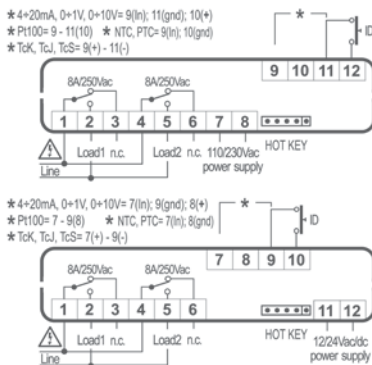 * 4÷20mA, 0÷1V, 0÷10V= 9(In); 11(gnd); 10(+)
* Pt100= 9 - 11(10) * NTC, PTC= 9(In); 10(gnd)
* TcK, TcJ, TcS= 9(+) - 11(-)
*
ID
8A/250Vac 8A/250Vac
9 10 11 12
1 2 3 4 5 6 7 8
Load1 n.c. Load2 n.c. 110/230Vac
power supply
HOT KEY
Line
* 4÷20mA, 0÷1V, 0÷10V= 7(In); 9(gnd); 8(+)
* Pt100= 7 - 9(8) * NTC, PTC= 7(In); 8(gnd)
* TcK, TcJ, TcS= 7(+) - 9(-)
*
ID
7 8 9 10
8A/250Vac 8A/250Vac
1 2 3 4 5 6 11 12
Load1 n.c. Load2 n.c. HOT KEY 12/24Vac/dc
power supply
Line